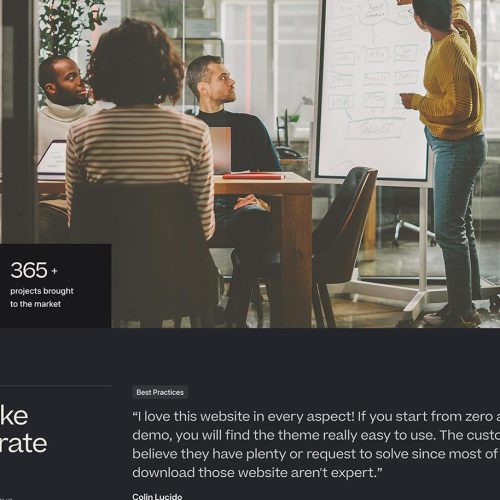 365+
projects brought
to the market
ke
rate
Best Practices
“I love this website in every aspect! If you start from zero a
demo, you will find the theme really easy to use. The custo
believe they have plenty or request to solve since most of
download those website aren't expert.”
Colin Lucido